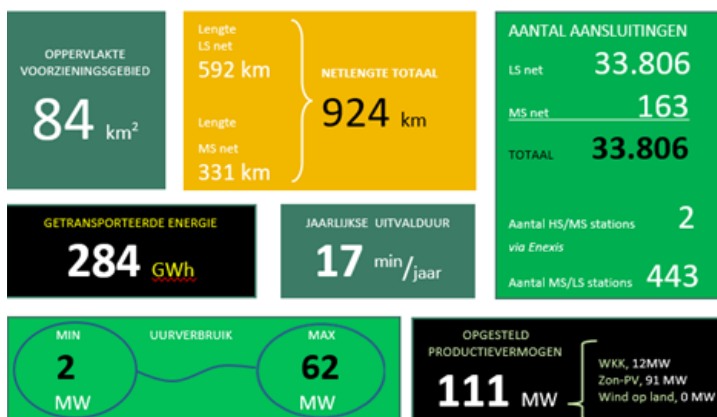 OPPERVLAKTE
VOORZIENINGSGEBIED
84 km²
Lengte
LS net
592 km
Lengte
MS net
331 km
NETLENGTE TOTAAL
924 km
AANTAL AANSLUITINGEN
LS net 33.806
MS net 163
TOTAAL 33.806
Aantal HS/MS stations 2
via Enexis
Aantal MS/LS stations 443
GETRANSPORTEERDE ENERGIE
284 GWh
JAARLIJKSE UITVALDUUR
17 min/jaar
MIN UURVERBRUIK MAX
2 62
MW MW
OPGESTELD
PRODUCTIEVERMOGEN
111 MW
WKK, 12MW
Zon-PV, 91 MW
Wind op land, 0 MW